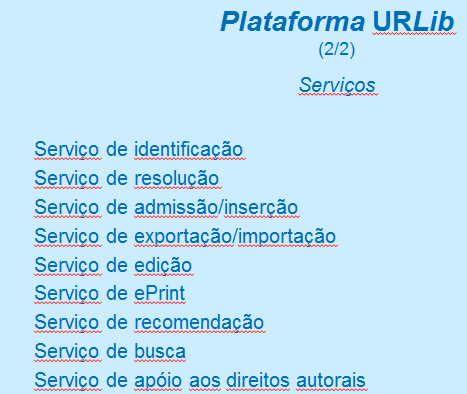 Plataforma URLib
(2/2)
Serviços
Serviço de identificação
Serviço de resolução
Serviço de admissão/inserção
Serviço de exportação/importação
Serviço de edição
Serviço de ePrint
Serviço de recomendação
Serviço de busca
Serviço de apóio aos direitos autorais